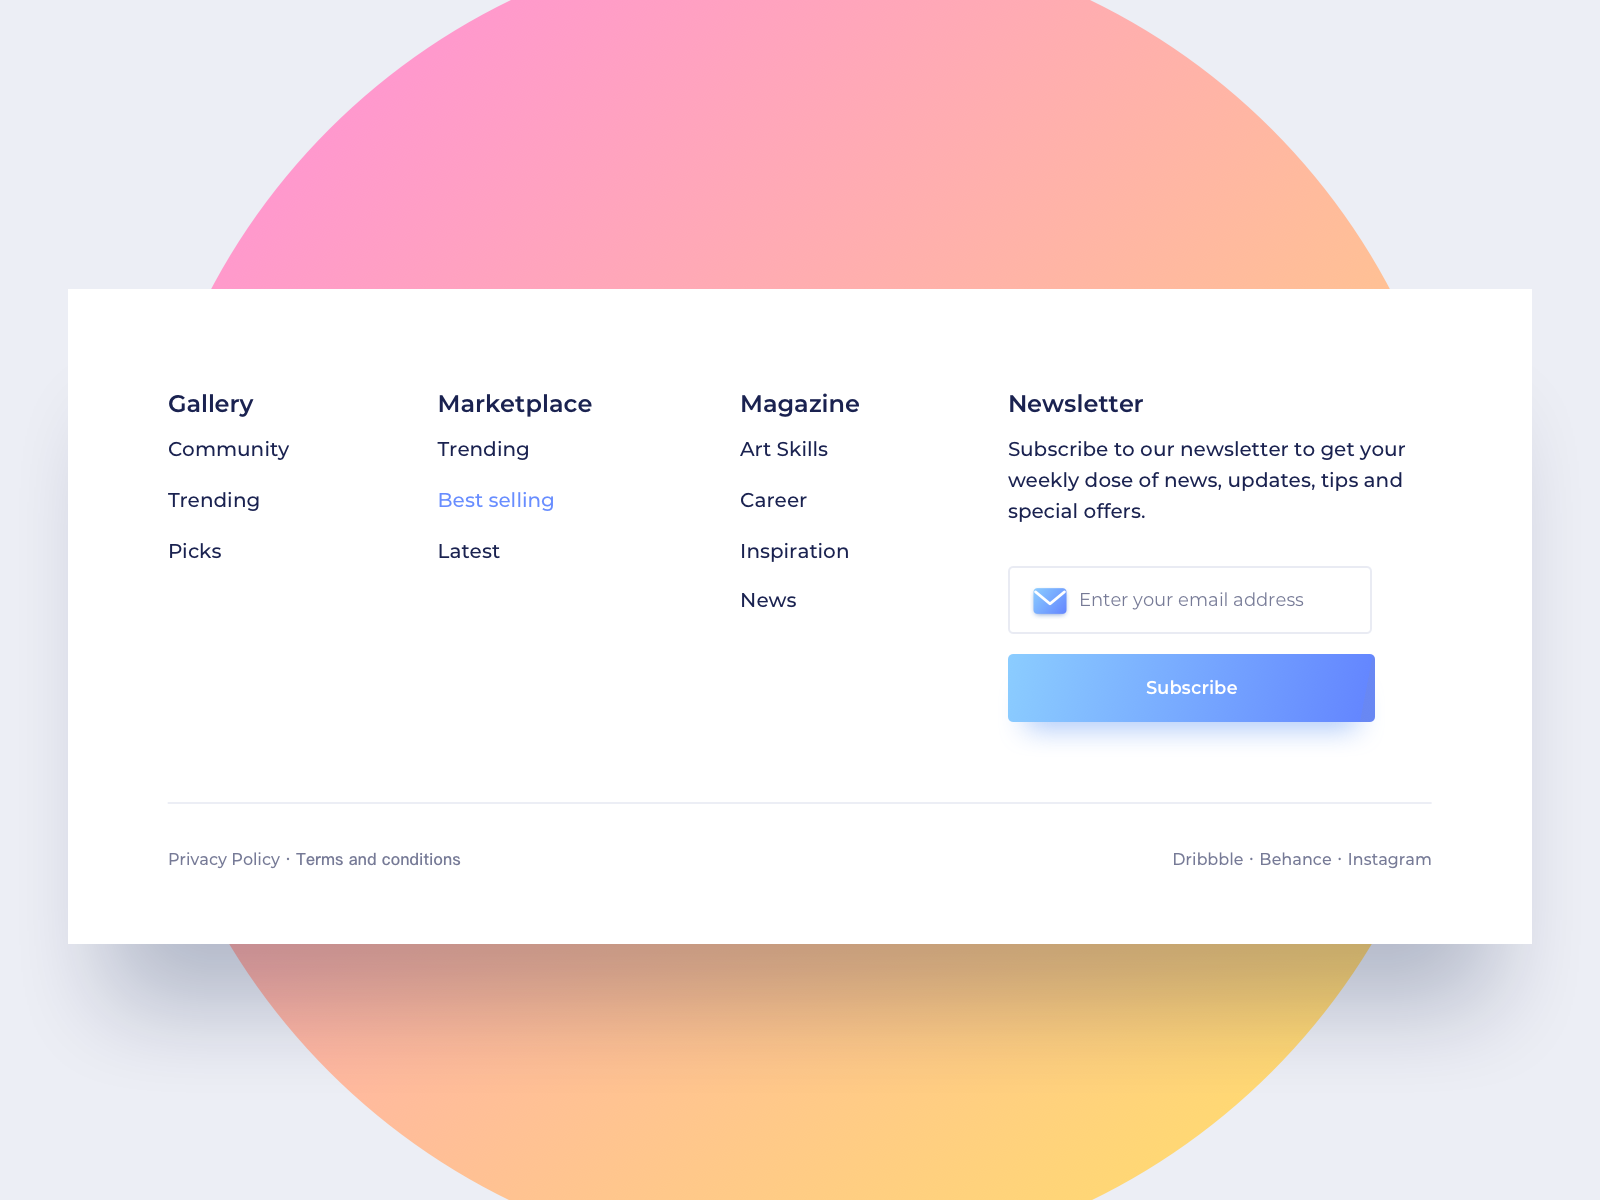 Gallery
Community
Trending
Picks
Marketplace
Trending
Best selling
Latest
Magazine
Art Skills
Career
Inspiration
News
Newsletter
Subscribe to our newsletter to get your
weekly dose of news, updates, tips and
special offers.
Enter your email address
Subscribe
Privacy Policy · Terms and conditions
Dribbble · Behance · Instagram